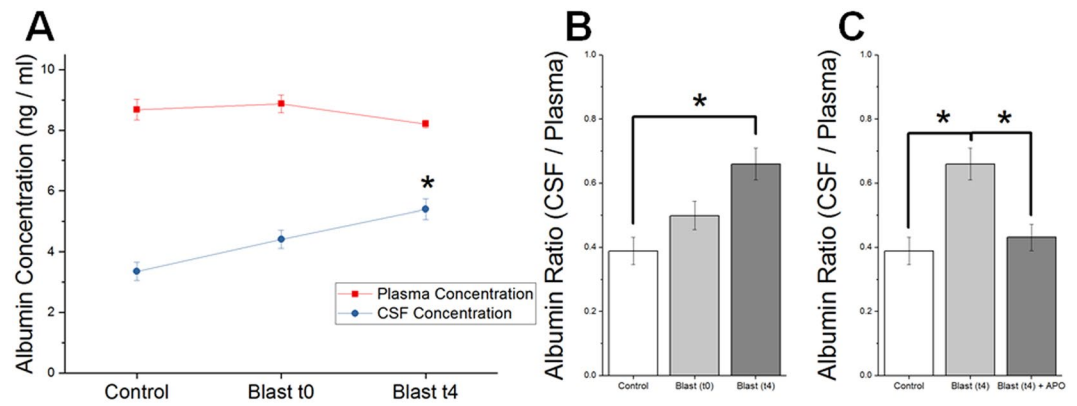 A
Albumin Concentration (ng / ml)
10
8
6
4
2
0
*
Plasma Concentration
CSF Concentration
Control
Blast t0
Blast t4
B
Albumin Ratio (CSF / Plasma)
1.0
0.8
0.6
0.4
0.2
0.0
*
Control
Blast (t0)
Blast (t4)
C
Albumin Ratio (CSF / Plasma)
1.0
0.8
0.6
0.4
0.2
0.0
*
*
Control
Blast (t4)
Blast (t4) + APO